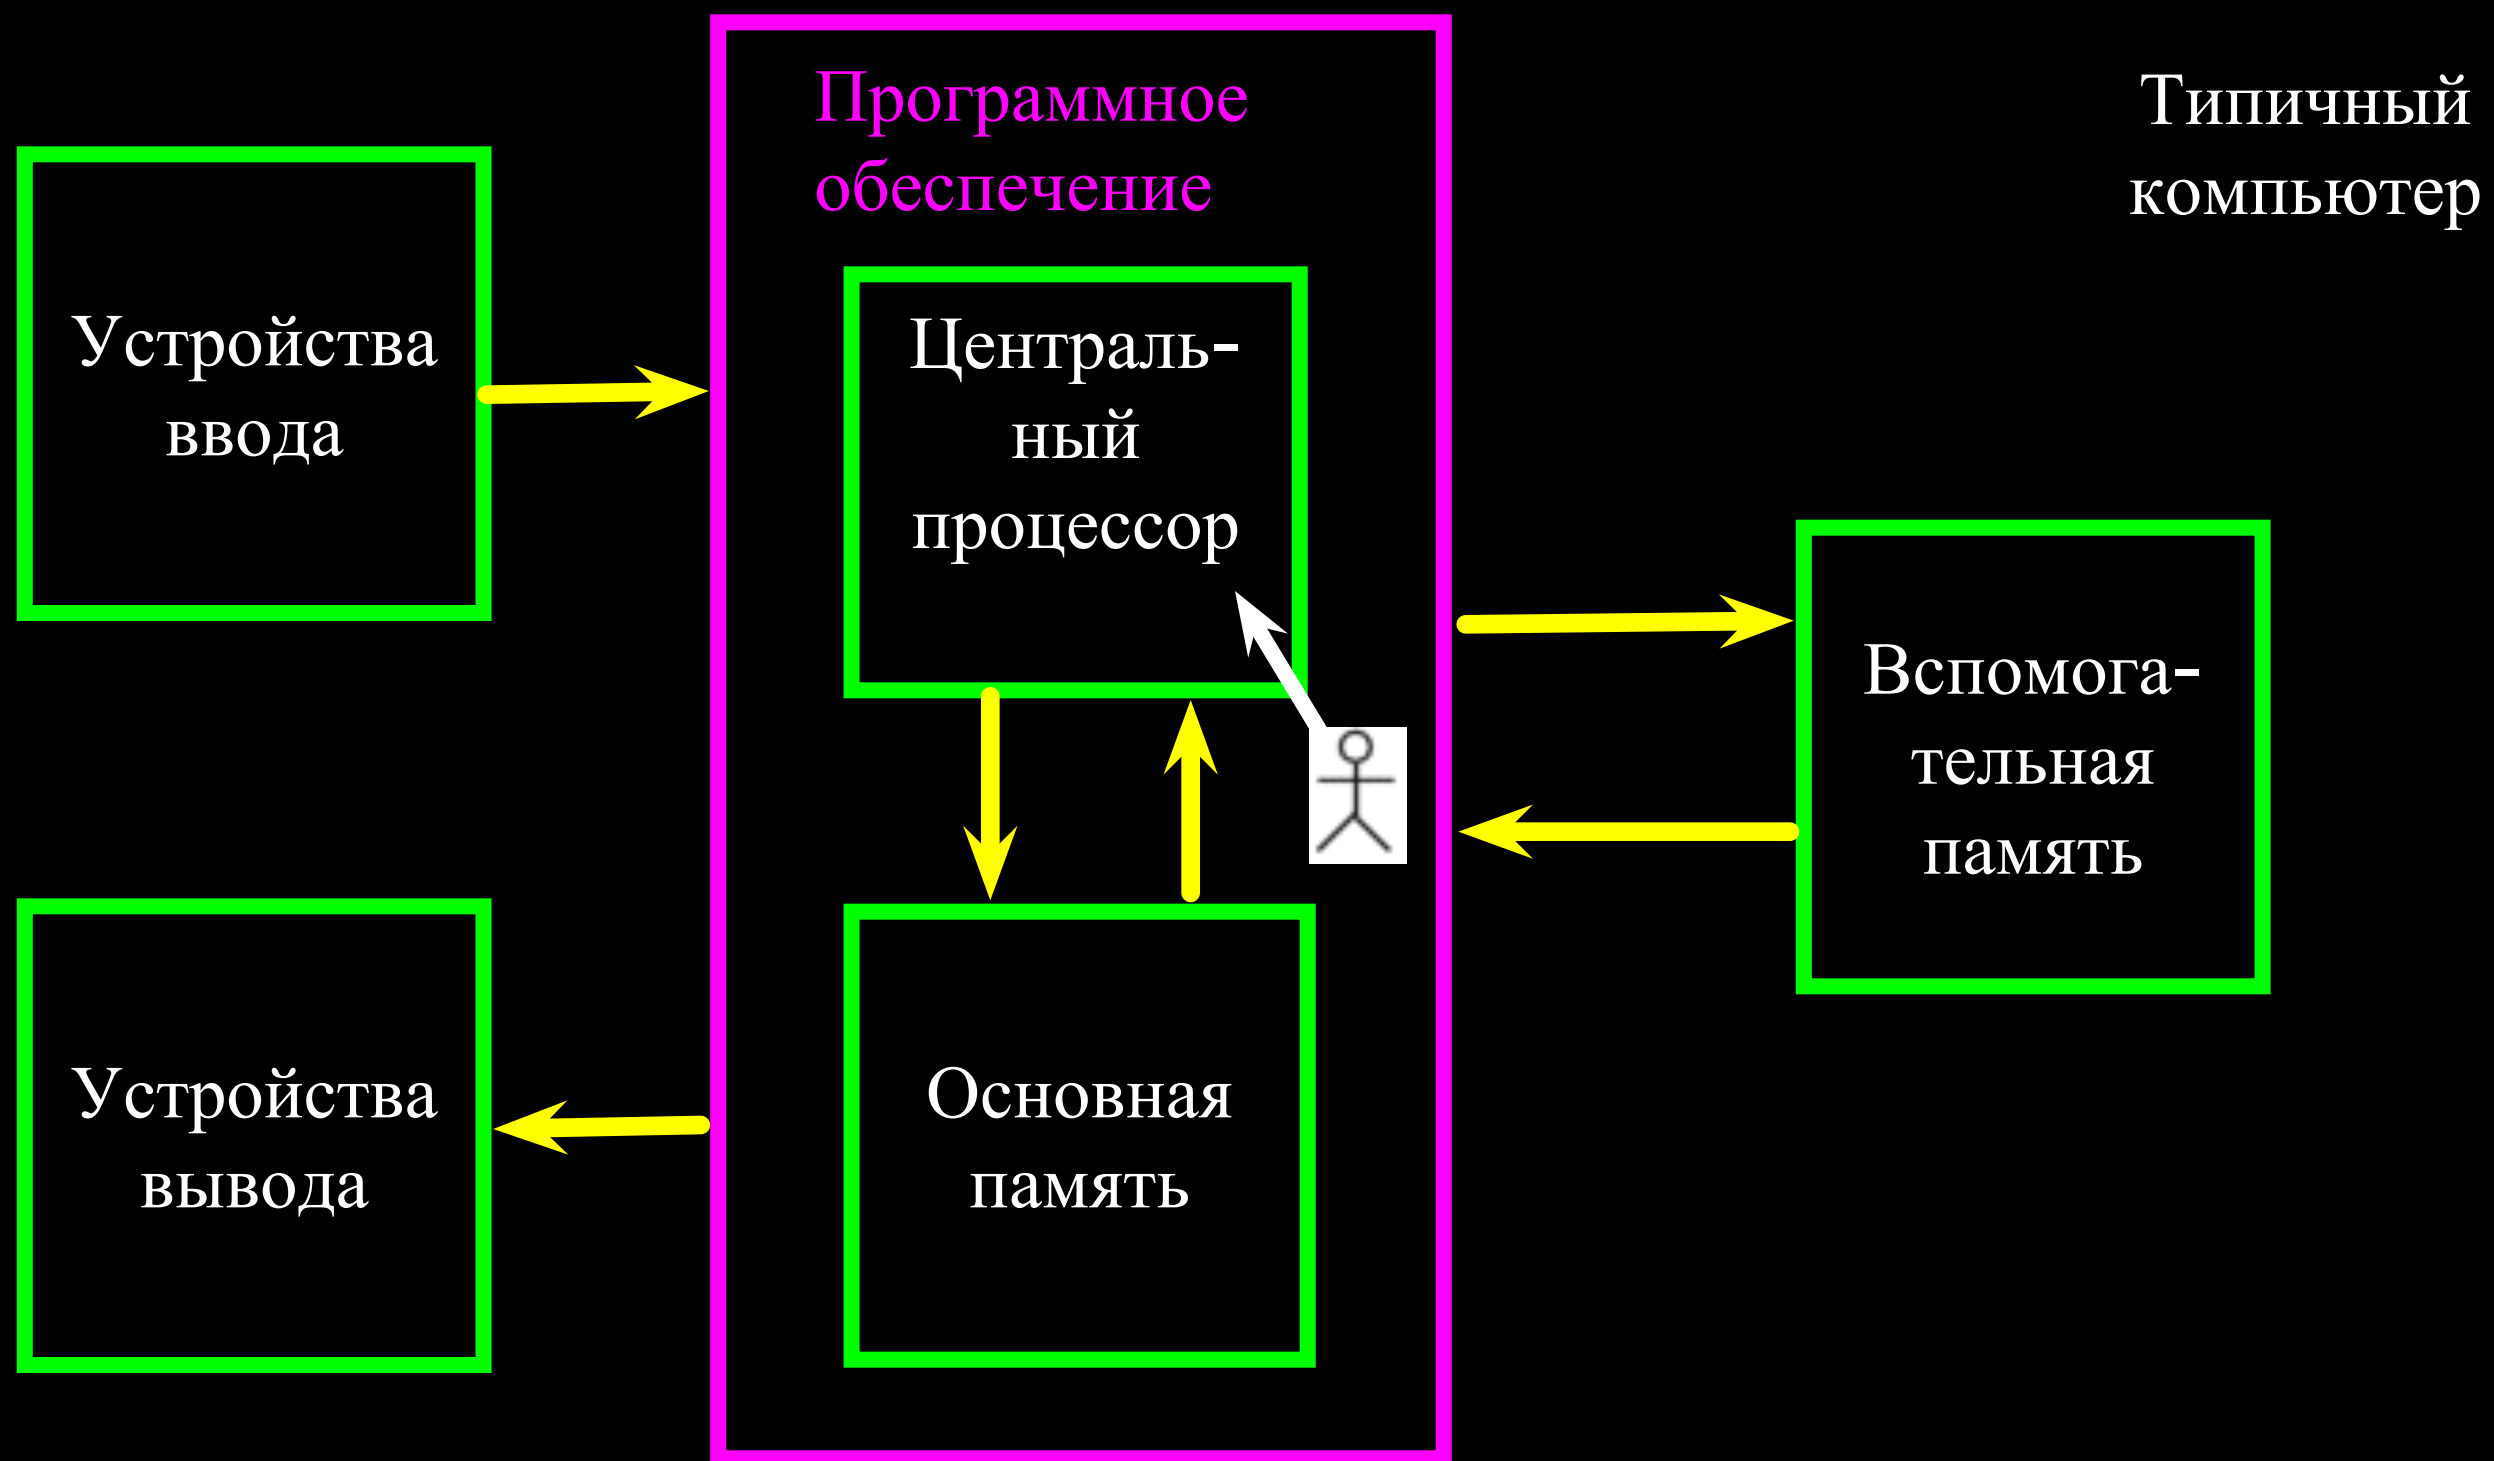 Типичный
компьютер
Программное
обеспечение
Устройства
ввода
Централь-
ный
процессор
Вспомога-
тельная
память
Устройства
вывода
Основная
память